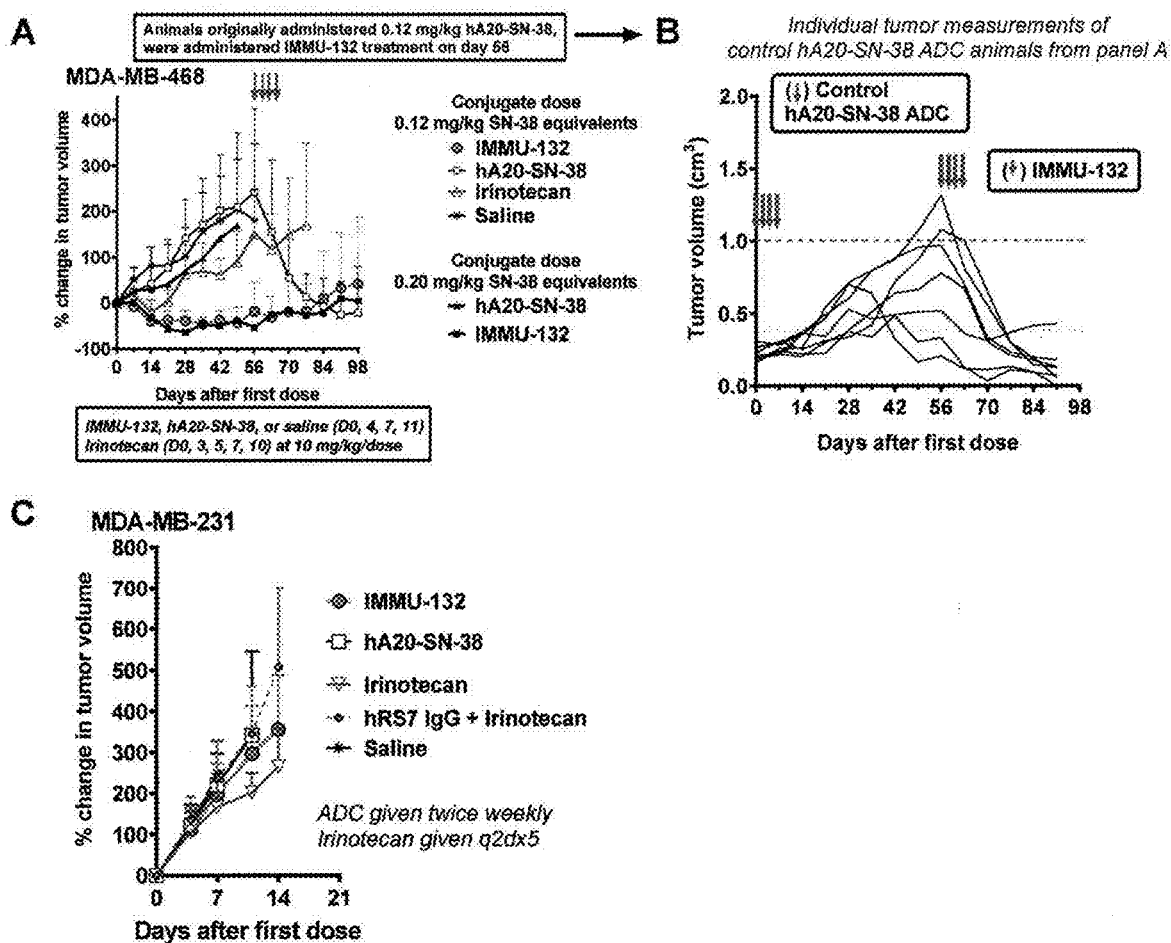 A
Animals originally administered 0.12 mg/kg hA20-SN-38,
were administered IMMU-132 treatment on day 56
MDA-MB-468
% change in tumor volume
400
300
200
100
0
-100
0 14 28 42 56 70 84 98
Days after first dose
Conjugate dose
0.12 mg/kg SN-38 equivalents
IMMU-132
hA20-SN-38
Irinotecan
Saline
Conjugate dose
0.20 mg/kg SN-38 equivalents
hA20-SN-38
IMMU-132
IMMU-132, hA20-SN-38, or saline (D0, 4, 7, 11)
Irinotecan (D0, 3, 5, 7, 10) at 10 mg/kg/dose
B
Individual tumor measurements of
control hA20-SN-38 ADC animals from panel A
(↓) Control
hA20-SN-38 ADC
(↓) IMMU-132
Tumor volume (cm³)
2.0
1.5
1.0
0.5
0.0
0 14 28 42 56 70 84 98
Days after first dose
C
MDA-MB-231
% change in tumor volume
800
700
600
500
400
300
200
100
0
0 7 14 21
Days after first dose
IMMU-132
hA20-SN-38
Irinotecan
hRS7 IgG + Irinotecan
Saline
ADC given twice weekly
Irinotecan given q2dx5